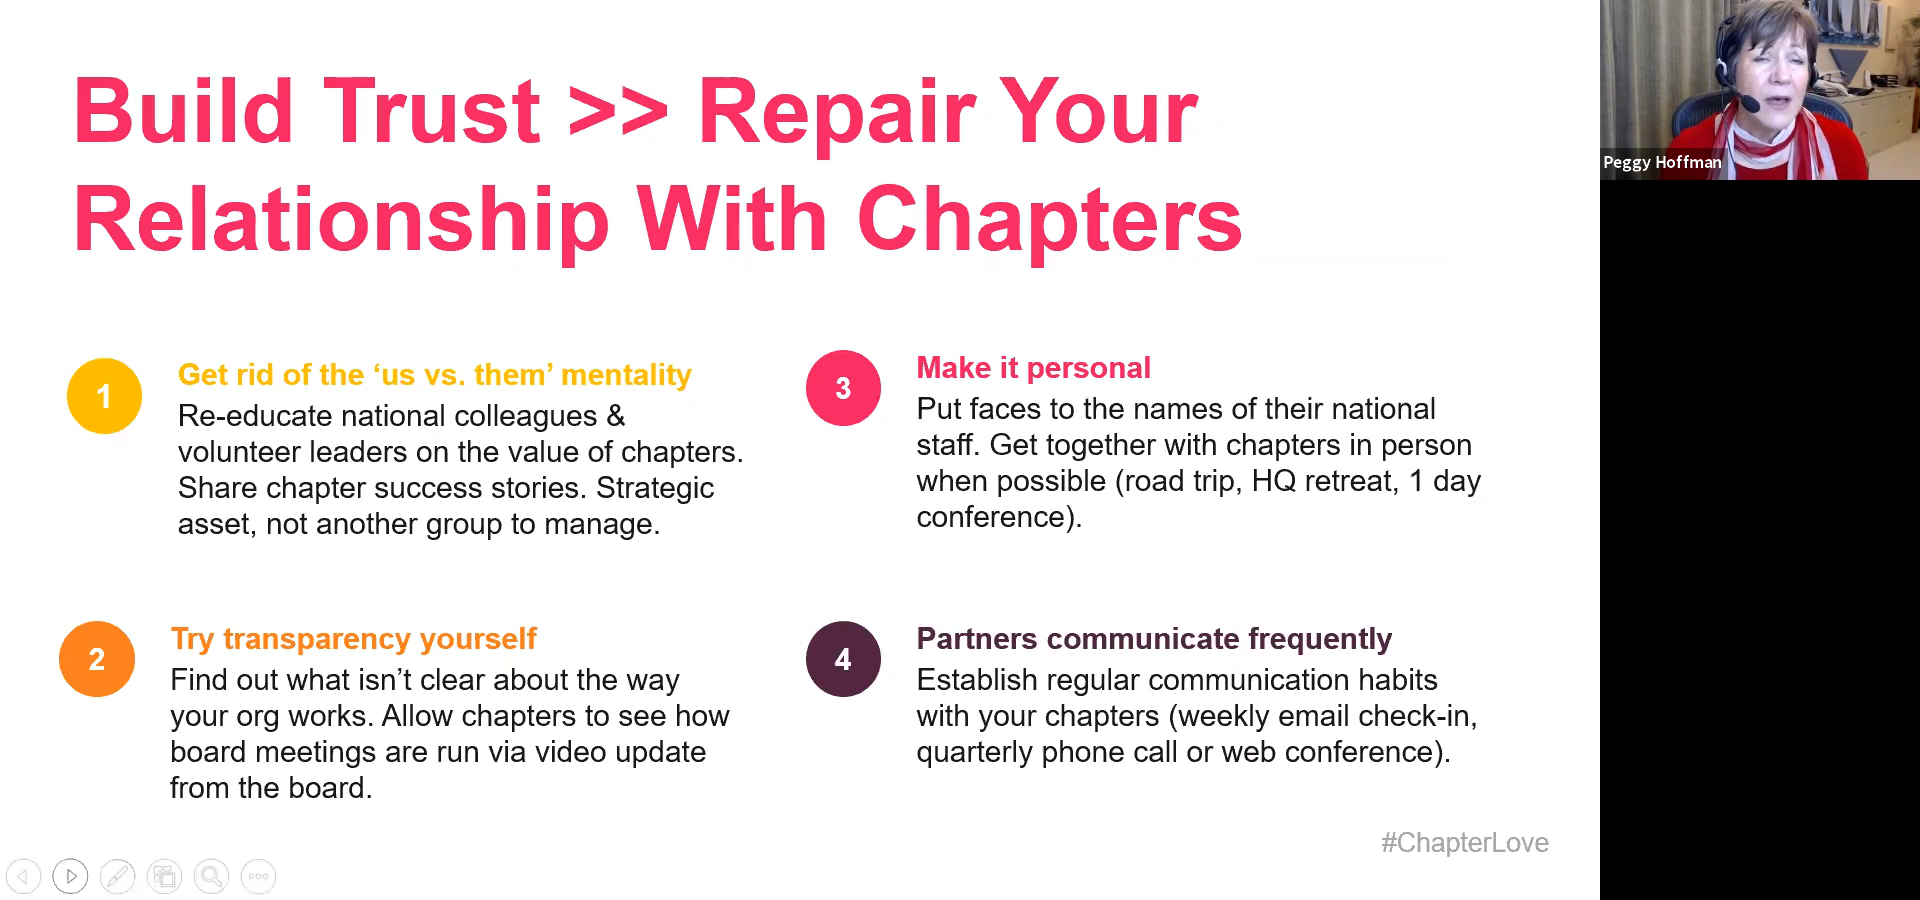 Build Trust >> Repair Your
Relationship With Chapters
1
Get rid of the ‘us vs. them’ mentality
Re-educate national colleagues &
volunteer leaders on the value of chapters.
Share chapter success stories. Strategic
asset, not another group to manage.
2
Try transparency yourself
Find out what isn’t clear about the way
your org works. Allow chapters to see how
board meetings are run via video update
from the board.
3
Make it personal
Put faces to the names of their national
staff. Get together with chapters in person
when possible (road trip, HQ retreat, 1 day
conference).
4
Partners communicate frequently
Establish regular communication habits
with your chapters (weekly email check-in,
quarterly phone call or web conference).
#ChapterLove
Peggy Hoffman